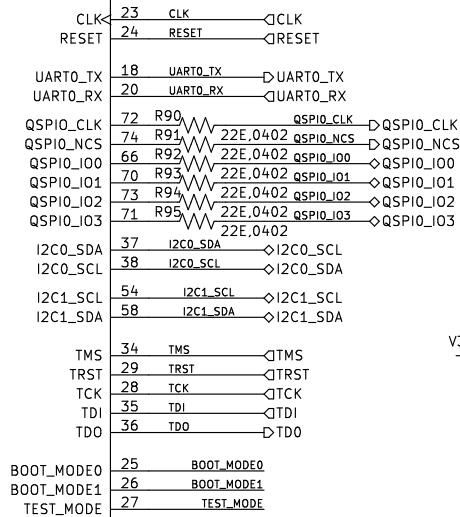 CLK 23 CLK CLK
RESET 24 RESET RESET
UART0_TX 18 UART0_TX UART0_TX
UART0_RX 20 UART0_RX UART0_RX
QSPI0_CLK 72 R90 QSPI0_CLK QSPI0_CLK
QSPI0_NCS 74 R91 22E,0402 QSPI0_NCS QSPI0_NCS
QSPI0_IO0 66 R92 22E,0402 QSPI0_IO0 QSPI0_IO0
QSPI0_IO1 70 R93 22E,0402 QSPI0_IO1 QSPI0_IO1
QSPI0_IO2 73 R94 22E,0402 QSPI0_IO2 QSPI0_IO2
QSPI0_IO3 71 R95 22E,0402 QSPI0_IO3 QSPI0_IO3
22E,0402
I2C0_SDA 37 I2C0_SDA I2C0_SCL
I2C0_SCL 38 I2C0_SCL I2C0_SDA
I2C1_SCL 54 I2C1_SCL I2C1_SCL
I2C1_SDA 58 I2C1_SDA I2C1_SDA
TMS 34 TMS TMS
TRST 29 TRST TRST
TCK 28 TCK TCK
TDI 35 TDI TDI
TDO 36 TDO TDO
BOOT_MODE0 25 BOOT_MODE0
BOOT_MODE1 26 BOOT_MODE1
TEST_MODE 27 TEST_MODE